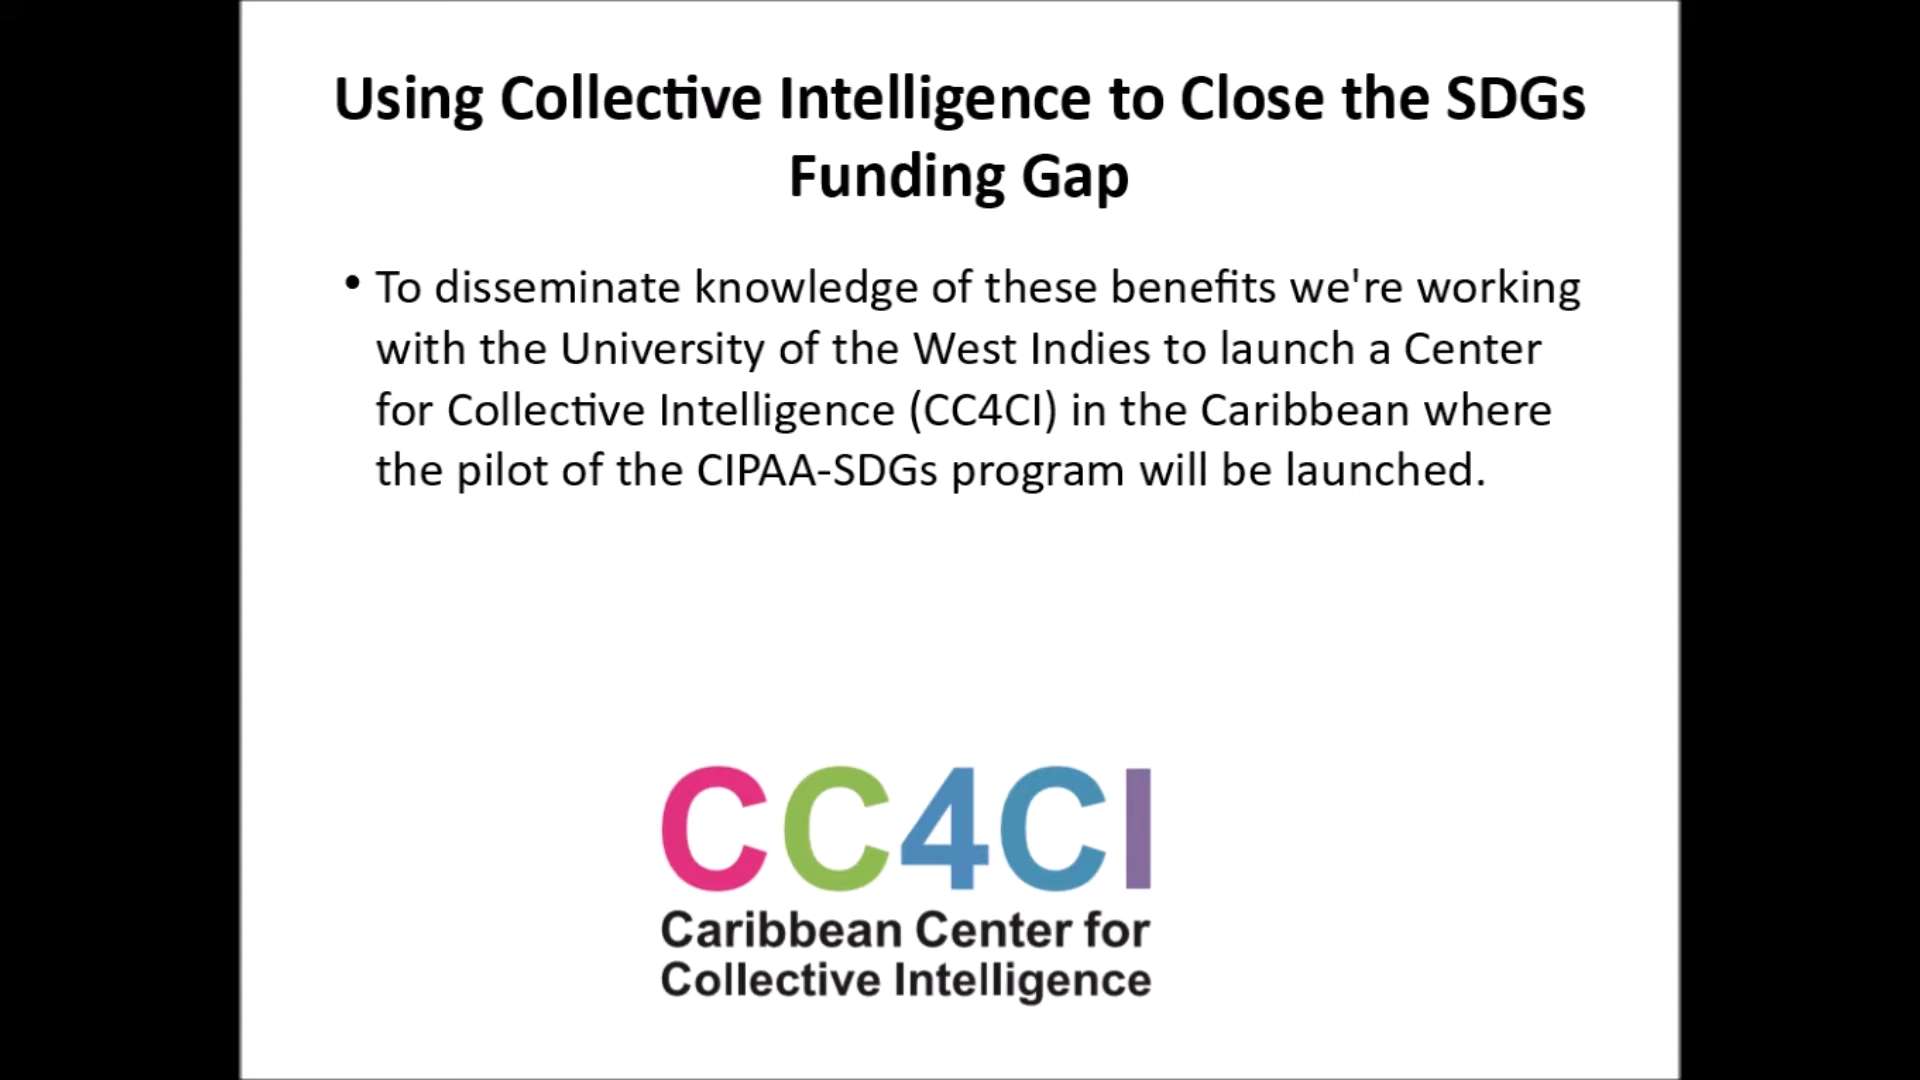 Using Collective Intelligence to Close the SDGs
Funding Gap
• To disseminate knowledge of these benefits we're working
with the University of the West Indies to launch a Center
for Collective Intelligence (CC4CI) in the Caribbean where
the pilot of the CIPAA-SDGs program will be launched.
CC4CI
Caribbean Center for
Collective Intelligence